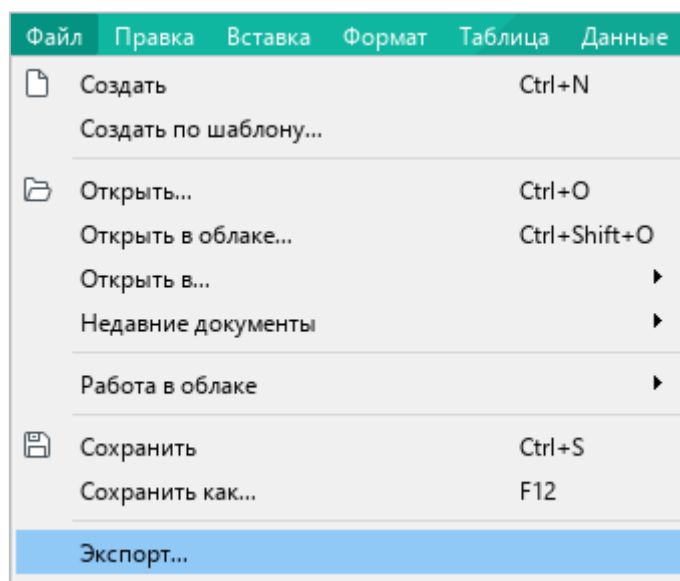 Файл Правка Вставка Формат Таблица Данные
Создать Ctrl+N
Создать по шаблону...
Открыть... Ctrl+O
Открыть в облаке... Ctrl+Shift+O
Открыть в...
Недавние документы
Работа в облаке
Сохранить Ctrl+S
Сохранить как... F12
Экспорт...